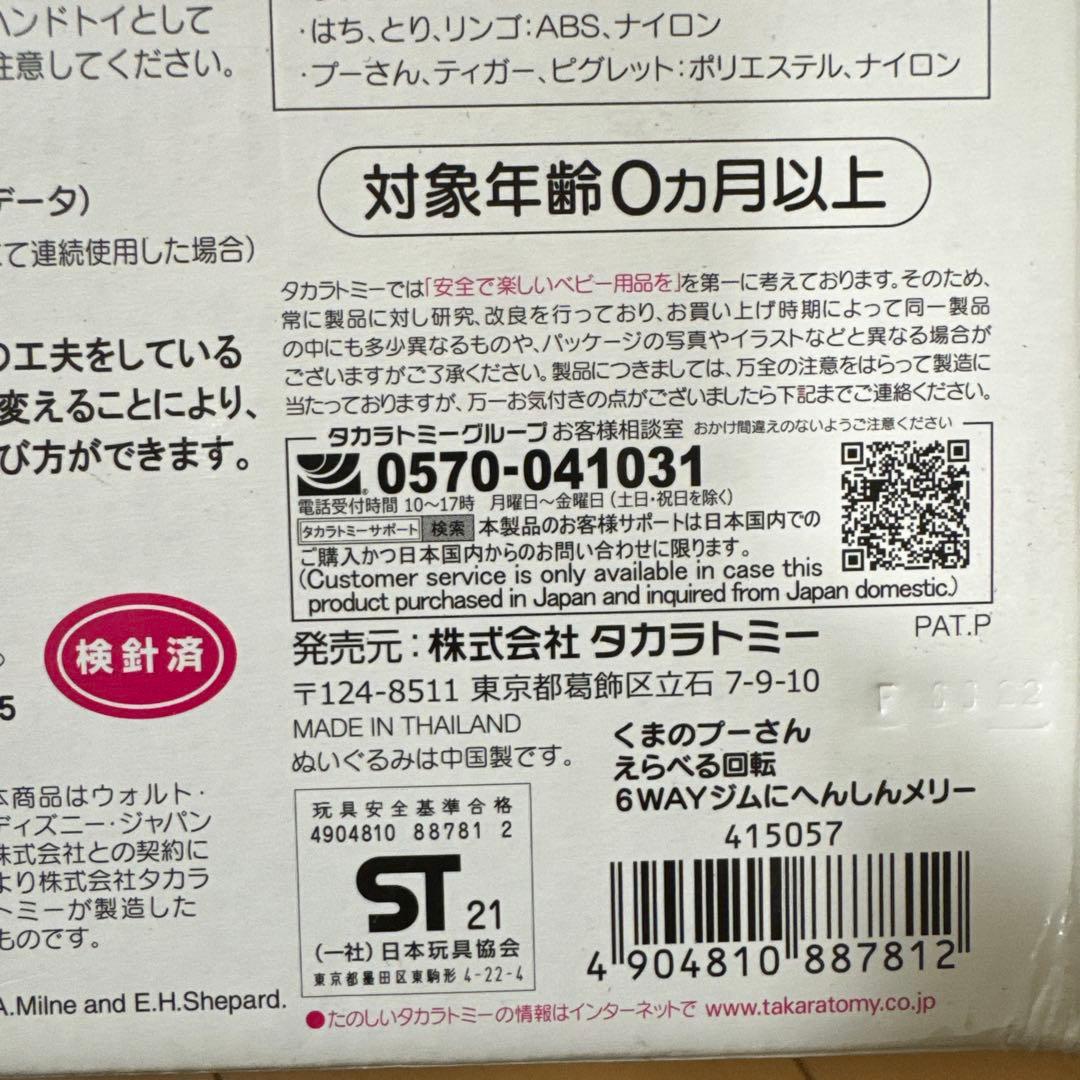 ハンドトイとして
注意してください。
・はち、とり、リンゴ:ABS、ナイロン
・プーさん、ティガー、ピグレット:ポリエステル、ナイロン
対象年齢0ヵ月以上
データ)
て連続使用した場合)
の工夫をしている
変えることにより、
び方ができます。
タカラトミーでは「安全で楽しいベビー用品を」を第一に考えております。そのため、
常に製品に対し研究、改良を行っており、お買い上げ時期によって同一製品
の中にも多少異なるものや、パッケージの写真やイラストなどと異なる場合が
ございますがご了承ください。製品につきましては、万全の注意をはらって製造に
当たっておりますが、万一お気付きの点がございましたら下記までご連絡ください。
タカラトミーグループ お客様相談室 おかけ間違えのないようご注意ください
0570-041031
電話受付時間 10〜17時 月曜日〜金曜日(土日・祝日を除く)
タカラトミーサポート 検索 本製品のお客様サポートは日本国内での
ご購入かつ日本国内からのお問い合わせに限ります。
(Customer service is only available in case this
product purchased in Japan and inquired from Japan domestic.)
PAT.P
検針済
5
発売元:株式会社 タカラトミー
〒124-8511 東京都葛飾区立石 7-9-10
MADE IN THAILAND
ぬいぐるみは中国製です。
くまのプーさん
えらべる回転
6WAYジムにへんしんメリー
415057
4 904810 887812
本商品はウォルト・
ディズニー・ジャパン
株式会社との契約に
より株式会社タカラ
トミーが製造した
ものです。
A.Milne and E.H.Shepard.
玩具安全基準合格
4904810 88781 2
ST 21
(一社)日本玩具協会
東京都墨田区東駒形 4-22-4
●たのしいタカラトミーの情報はインターネットで www.takaratomy.co.jp